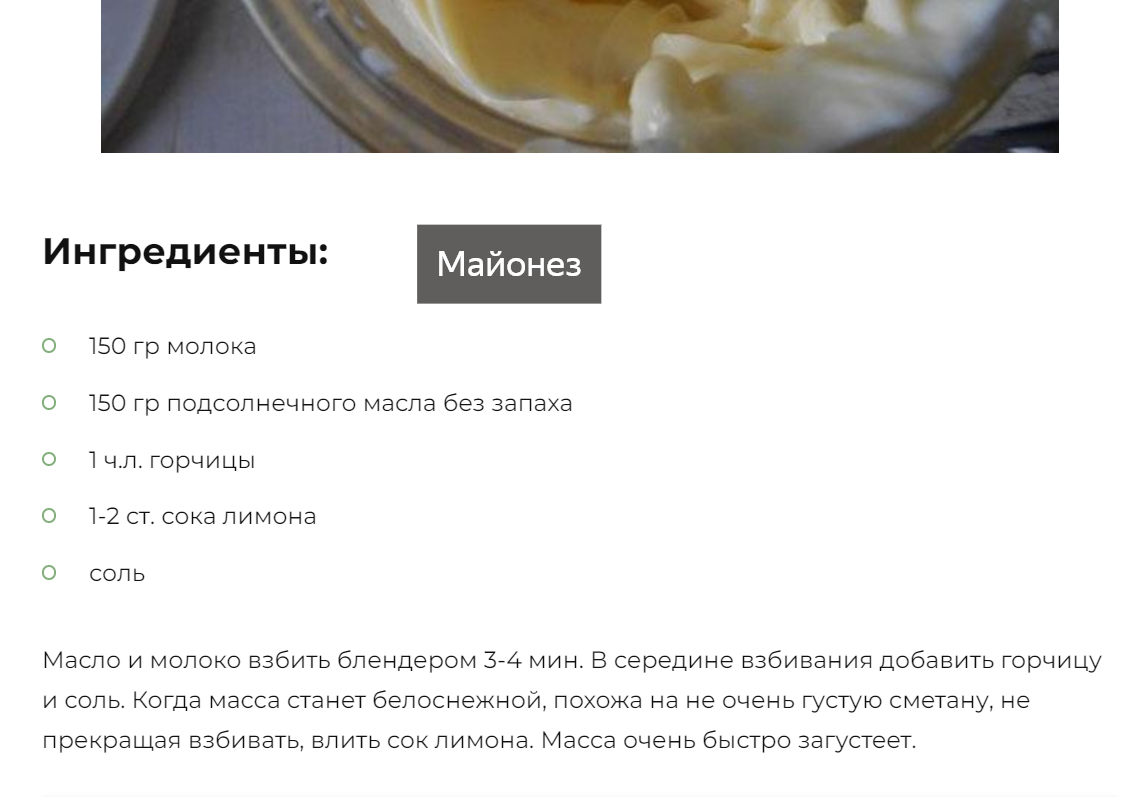 Ингредиенты:
Майонез
150 гр молока
150 гр подсолнечного масла без запаха
1 ч.л. горчицы
1-2 ст. сока лимона
соль
Масло и молоко взбить блендером 3-4 мин. В середине взбивания добавить горчицу
и соль. Когда масса станет белоснежной, похожа на не очень густую сметану, не
прекращая взбивать, влить сок лимона. Масса очень быстро загустеет.